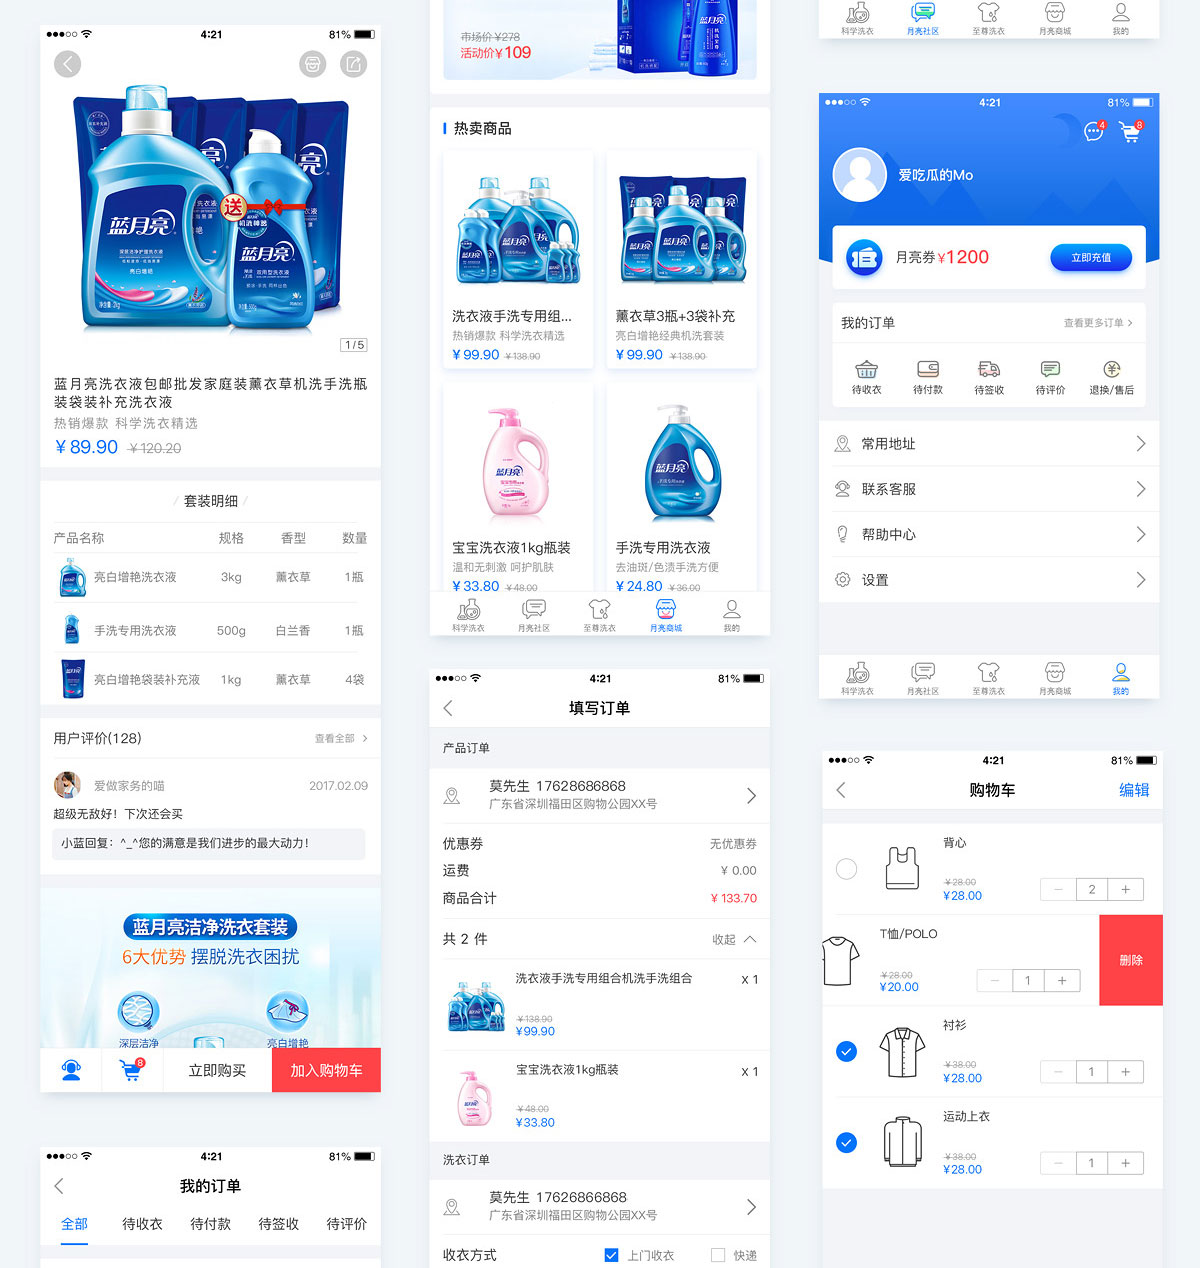 4:21
81%
蓝月亮
亮白增艳
送
机洗神器
蓝月亮
1/5
蓝月亮洗衣液包邮批发家庭装薰衣草机洗手洗瓶
装袋装补充洗衣液
热销爆款 科学洗衣精选
¥89.90 ¥120.20
/ 套装明细 /
产品名称 规格 香型 数量
亮白增艳洗衣液 3kg 薰衣草 1瓶
手洗专用洗衣液 500g 白兰香 1瓶
亮白增艳袋装补充液 1kg 薰衣草 4袋
用户评价(128) 查看全部
爱做家务的喵 2017.02.09
超级无敌好！下次还会买
小蓝回复：^_^您的满意是我们进步的最大动力！
蓝月亮洁净洗衣套装
6大优势 摆脱洗衣困扰
深层洁净 亮白增艳
8
立即购买 加入购物车
4:21
81%
我的订单
全部 待收衣 待付款 待签收 待评价
市场价¥278
活动价¥109
热卖商品
洗衣液手洗专用组...
热销爆款 科学洗衣精选
¥99.90 ¥138.90
薰衣草3瓶+3袋补充
亮白增艳经典机洗套装
¥99.90 ¥138.90
蓝月亮
宝宝洗衣液1kg瓶装
温和无刺激 呵护肌肤
¥33.80 ¥48.00
蓝月亮
手洗专用洗衣液
去油斑/色渍手洗方便
¥24.80 ¥36.00
科学洗衣 月亮社区 至尊洗衣 月亮商城 我的
4:21
81%
填写订单
产品订单
莫先生 17628686868
广东省深圳福田区购物公园XX号
优惠券 无优惠券
运费 ¥ 0.00
商品合计 ¥ 133.70
共 2 件 收起
洗衣液手洗专用组合机洗手洗组合 x 1
¥138.90
¥99.90
宝宝洗衣液1kg瓶装 x 1
¥48.00
¥33.80
洗衣订单
莫先生 17626866868
广东省深圳福田区购物公园XX号
收衣方式 上门收衣 快递
科学洗衣 月亮社区 至尊洗衣 月亮商城 我的
4:21
81%
4 8
爱吃瓜的Mo
月亮券¥1200 立即充值
我的订单 查看更多订单
待收衣 待付款 待签收 待评价 退换/售后
常用地址
联系客服
帮助中心
设置
科学洗衣 月亮社区 至尊洗衣 月亮商城 我的
4:21
81%
购物车 编辑
背心
¥28.00
¥28.00 − 2 +
T恤/POLO
¥28.00
¥20.00 − 1 +
删除
衬衫
¥38.00
¥28.00 − 1 +
运动上衣
¥38.00
¥28.00 − 1 +